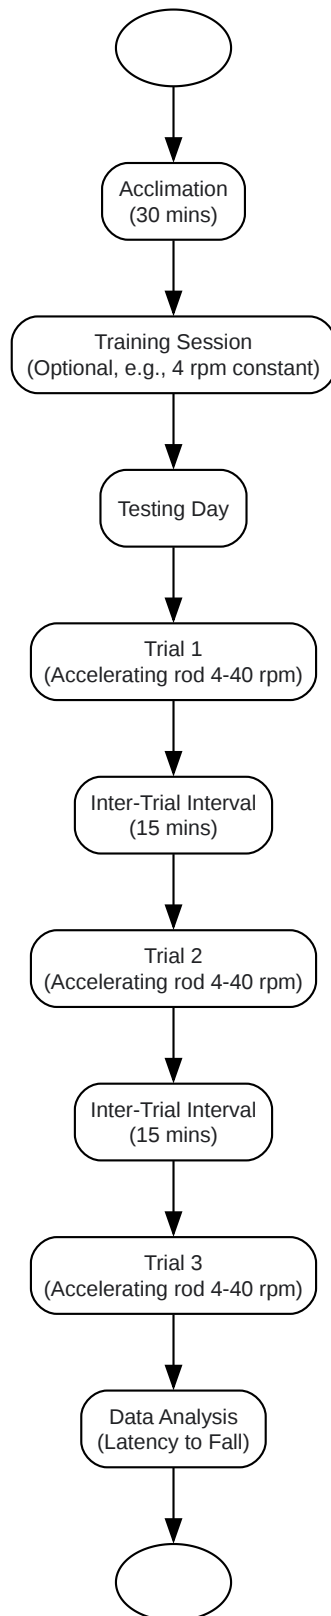 Acclimation
(30 mins)
Training Session
(Optional, e.g., 4 rpm constant)
Testing Day
Trial 1
(Accelerating rod 4-40 rpm)
Inter-Trial Interval
(15 mins)
Trial 2
(Accelerating rod 4-40 rpm)
Inter-Trial Interval
(15 mins)
Trial 3
(Accelerating rod 4-40 rpm)
Data Analysis
(Latency to Fall)